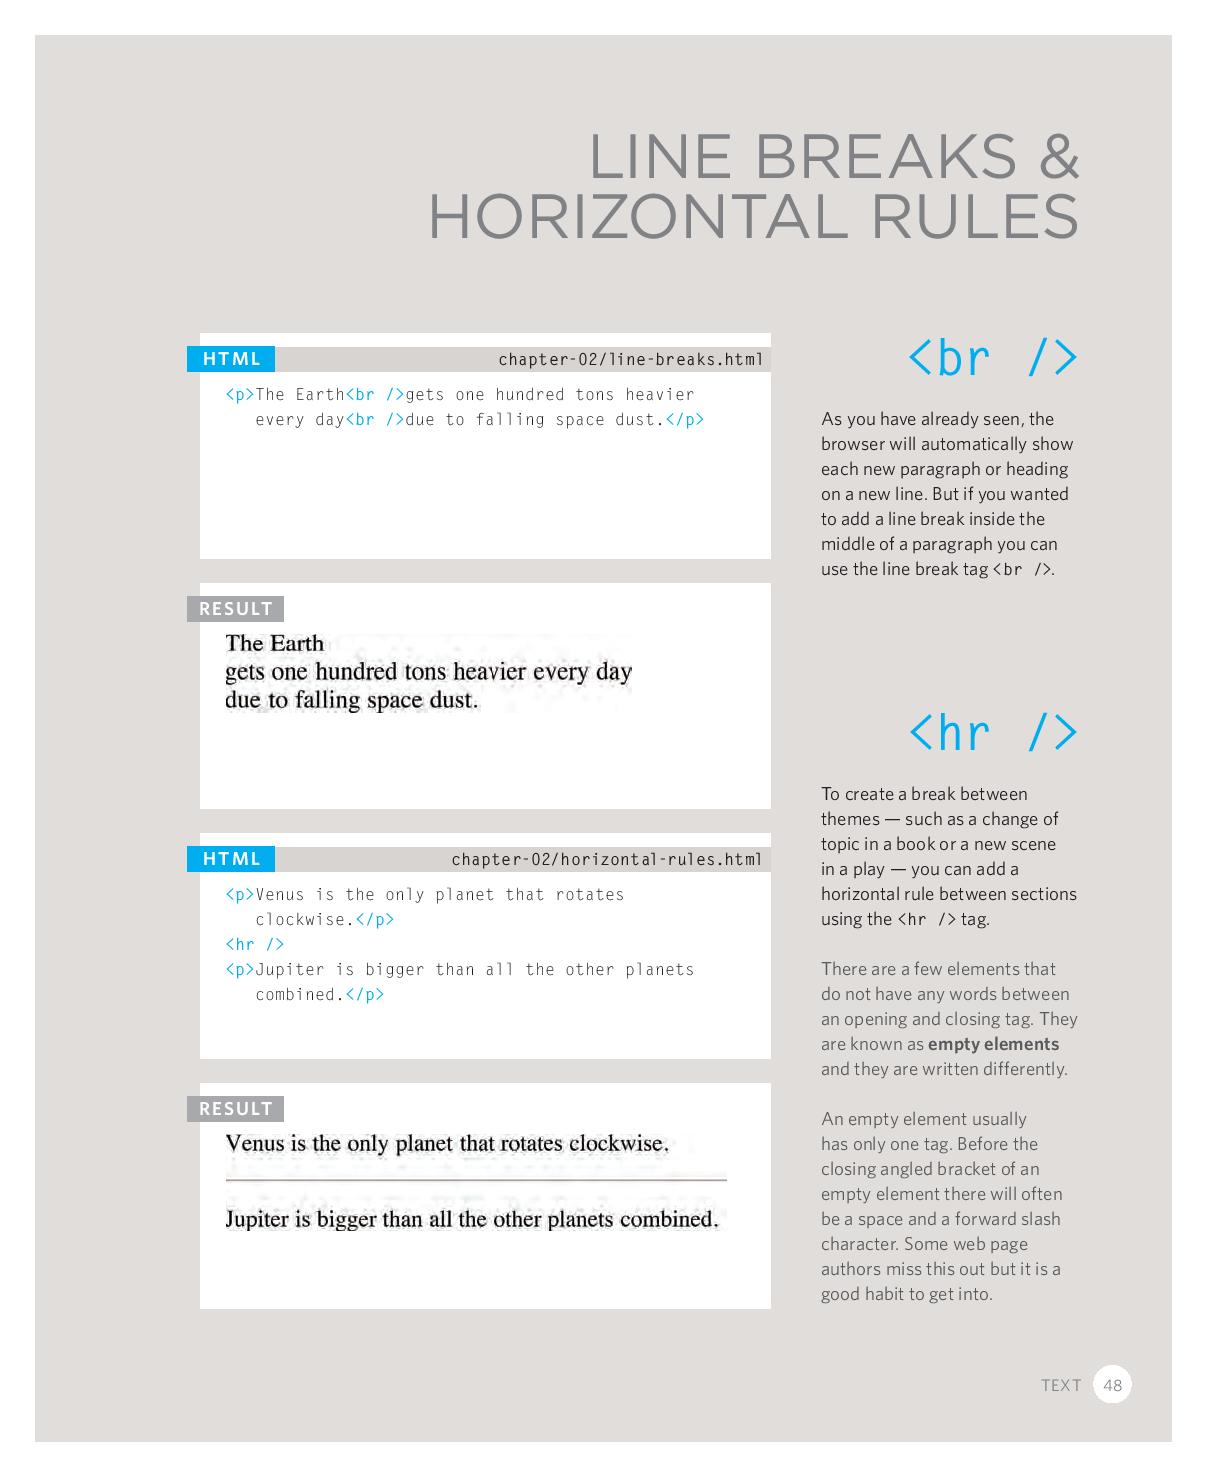 LINE BREAKS &
HORIZONTAL RULES
HTML
chapter-02/line-breaks.html
<p>The Earth<br />gets one hundred tons heavier
every day<br />due to falling space dust.</p>
RESULT
The Earth
gets one hundred tons heavier every day
due to falling space dust.
HTML
chapter-02/horizontal-rules.html
<p>Venus is the only planet that rotates
clockwise.</p>
<hr />
<p>Jupiter is bigger than all the other planets
combined.</p>
RESULT
Venus is the only planet that rotates clockwise.
Jupiter is bigger than all the other planets combined.
<br />
As you have already seen, the
browser will automatically show
each new paragraph or heading
on a new line. But if you wanted
to add a line break inside the
middle of a paragraph you can
use the line break tag <br />.
<hr />
To create a break between
themes — such as a change of
topic in a book or a new scene
in a play — you can add a
horizontal rule between sections
using the <hr /> tag.
There are a few elements that
do not have any words between
an opening and closing tag. They
are known as empty elements
and they are written differently.
An empty element usually
has only one tag. Before the
closing angled bracket of an
empty element there will often
be a space and a forward slash
character. Some web page
authors miss this out but it is a
good habit to get into.
TEXT 48